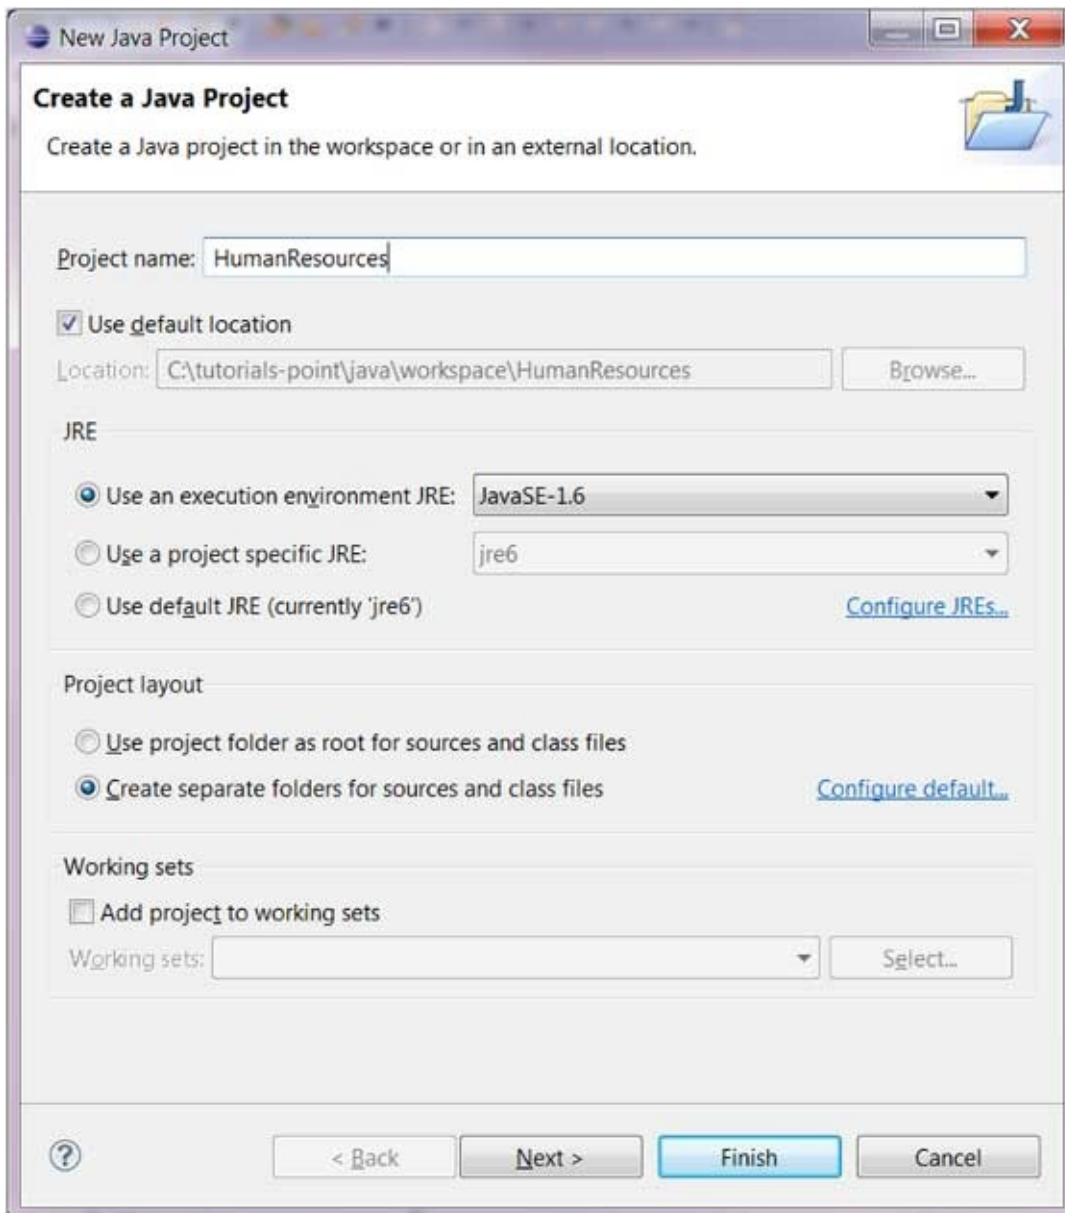 New Java Project
Create a Java Project
Create a Java project in the workspace or in an external location.
Project name: HumanResources
Use default location
Location: C:\tutorials-point\java\workspace\HumanResources Browse...
JRE
Use an execution environment JRE: JavaSE-1.6
Use a project specific JRE: jre6
Use default JRE (currently 'jre6') Configure JREs...
Project layout
Use project folder as root for sources and class files
Create separate folders for sources and class files Configure default...
Working sets
Add project to working sets
Working sets: Select...
? < Back Next > Finish Cancel